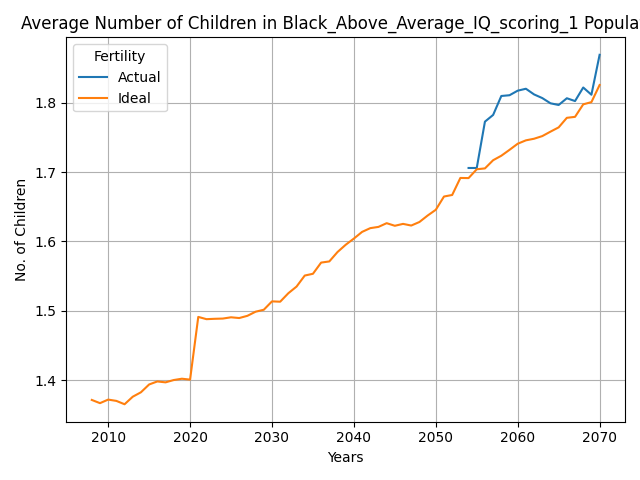 Average Number of Children in Black_Above_Average_IQ_scoring_1 Popula
Fertility
Actual
Ideal
1.8
1.7
1.6
1.5
1.4
No. of Children
2010 2020 2030 2040 2050 2060 2070
Years